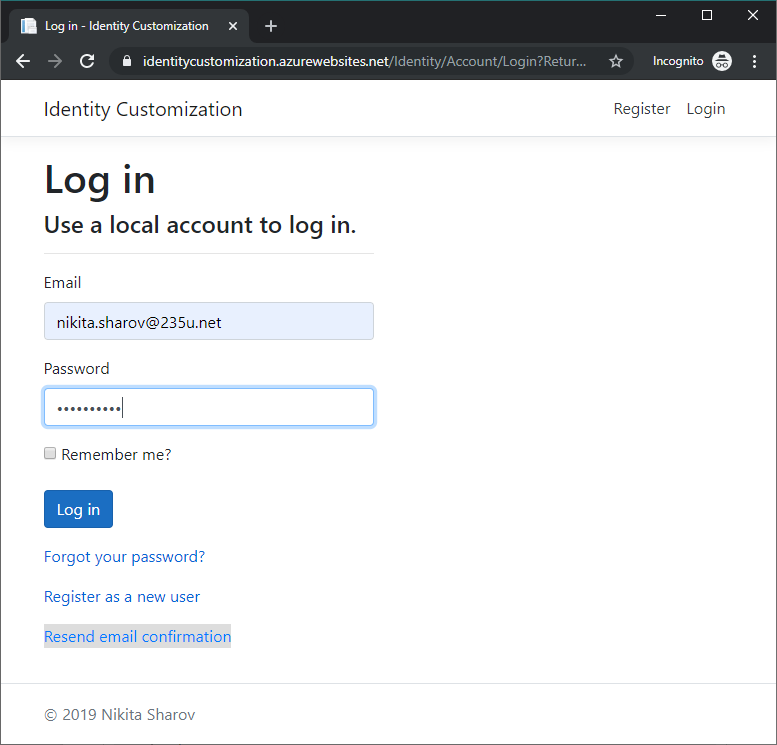 Log in - Identity Customization
identitycustomization.azurewebsites.net/Identity/Account/Login?Retur...
Incognito
Identity Customization
Register
Login
Log in
Use a local account to log in.
Email
nikita.sharov@235u.net
Password
••••••••••
Remember me?
Log in
Forgot your password?
Register as a new user
Resend email confirmation
© 2019 Nikita Sharov